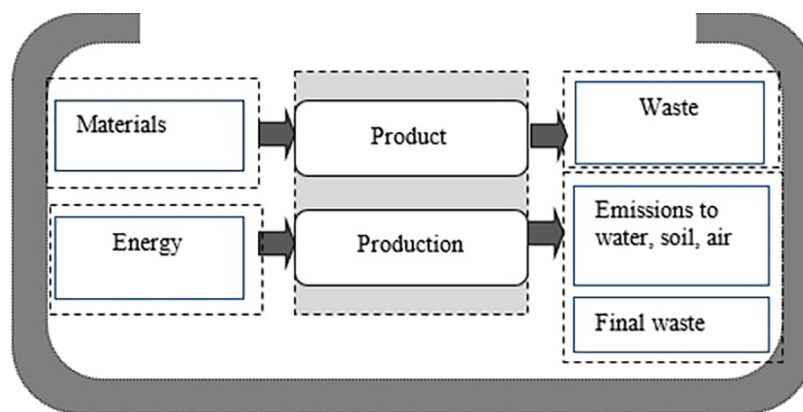 Materials
Product
Waste
Energy
Production
Emissions to
water, soil, air
Final waste